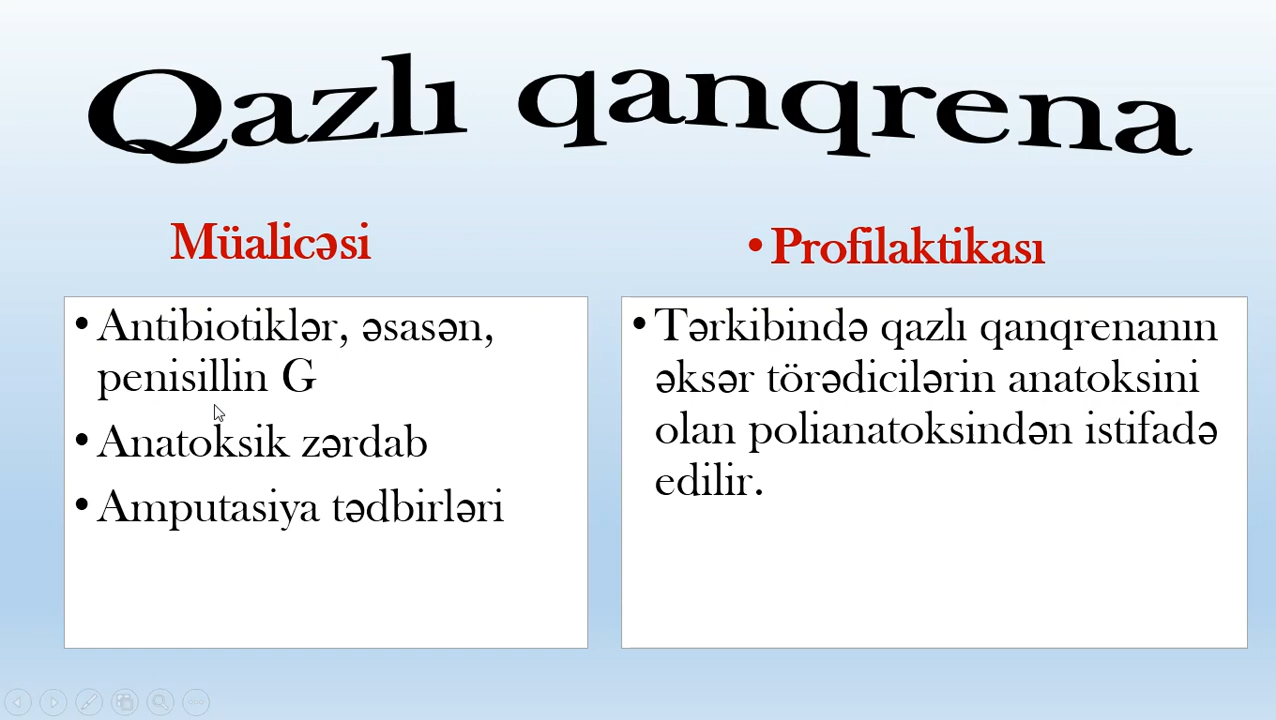 Qazlı qanqrena
Müalicəsi
• Antibiotiklər, əsasən,
penisillin G
• Anatoksik zərdab
• Amputasiya tədbirləri
• Profilaktikası
• Tərkibində qazlı qanqrenanın
əksər törədicilərin anatoksini
olan polianatoksindən istifadə
edilir.